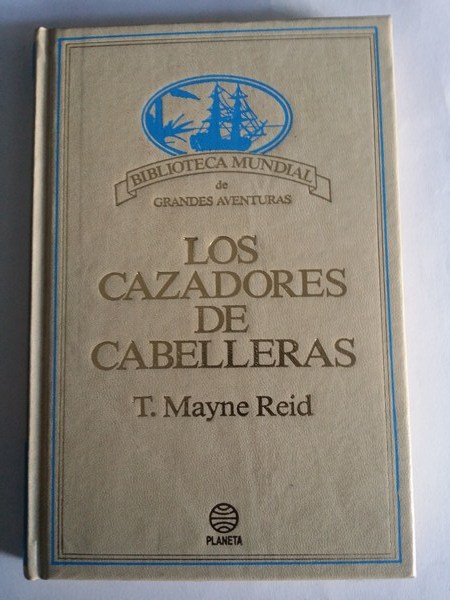 BIBLIOTECA MUNDIAL
de
GRANDES AVENTURAS
LOS
CAZADORES
DE
CABELLERAS
T. Mayne Reid
PLANETA